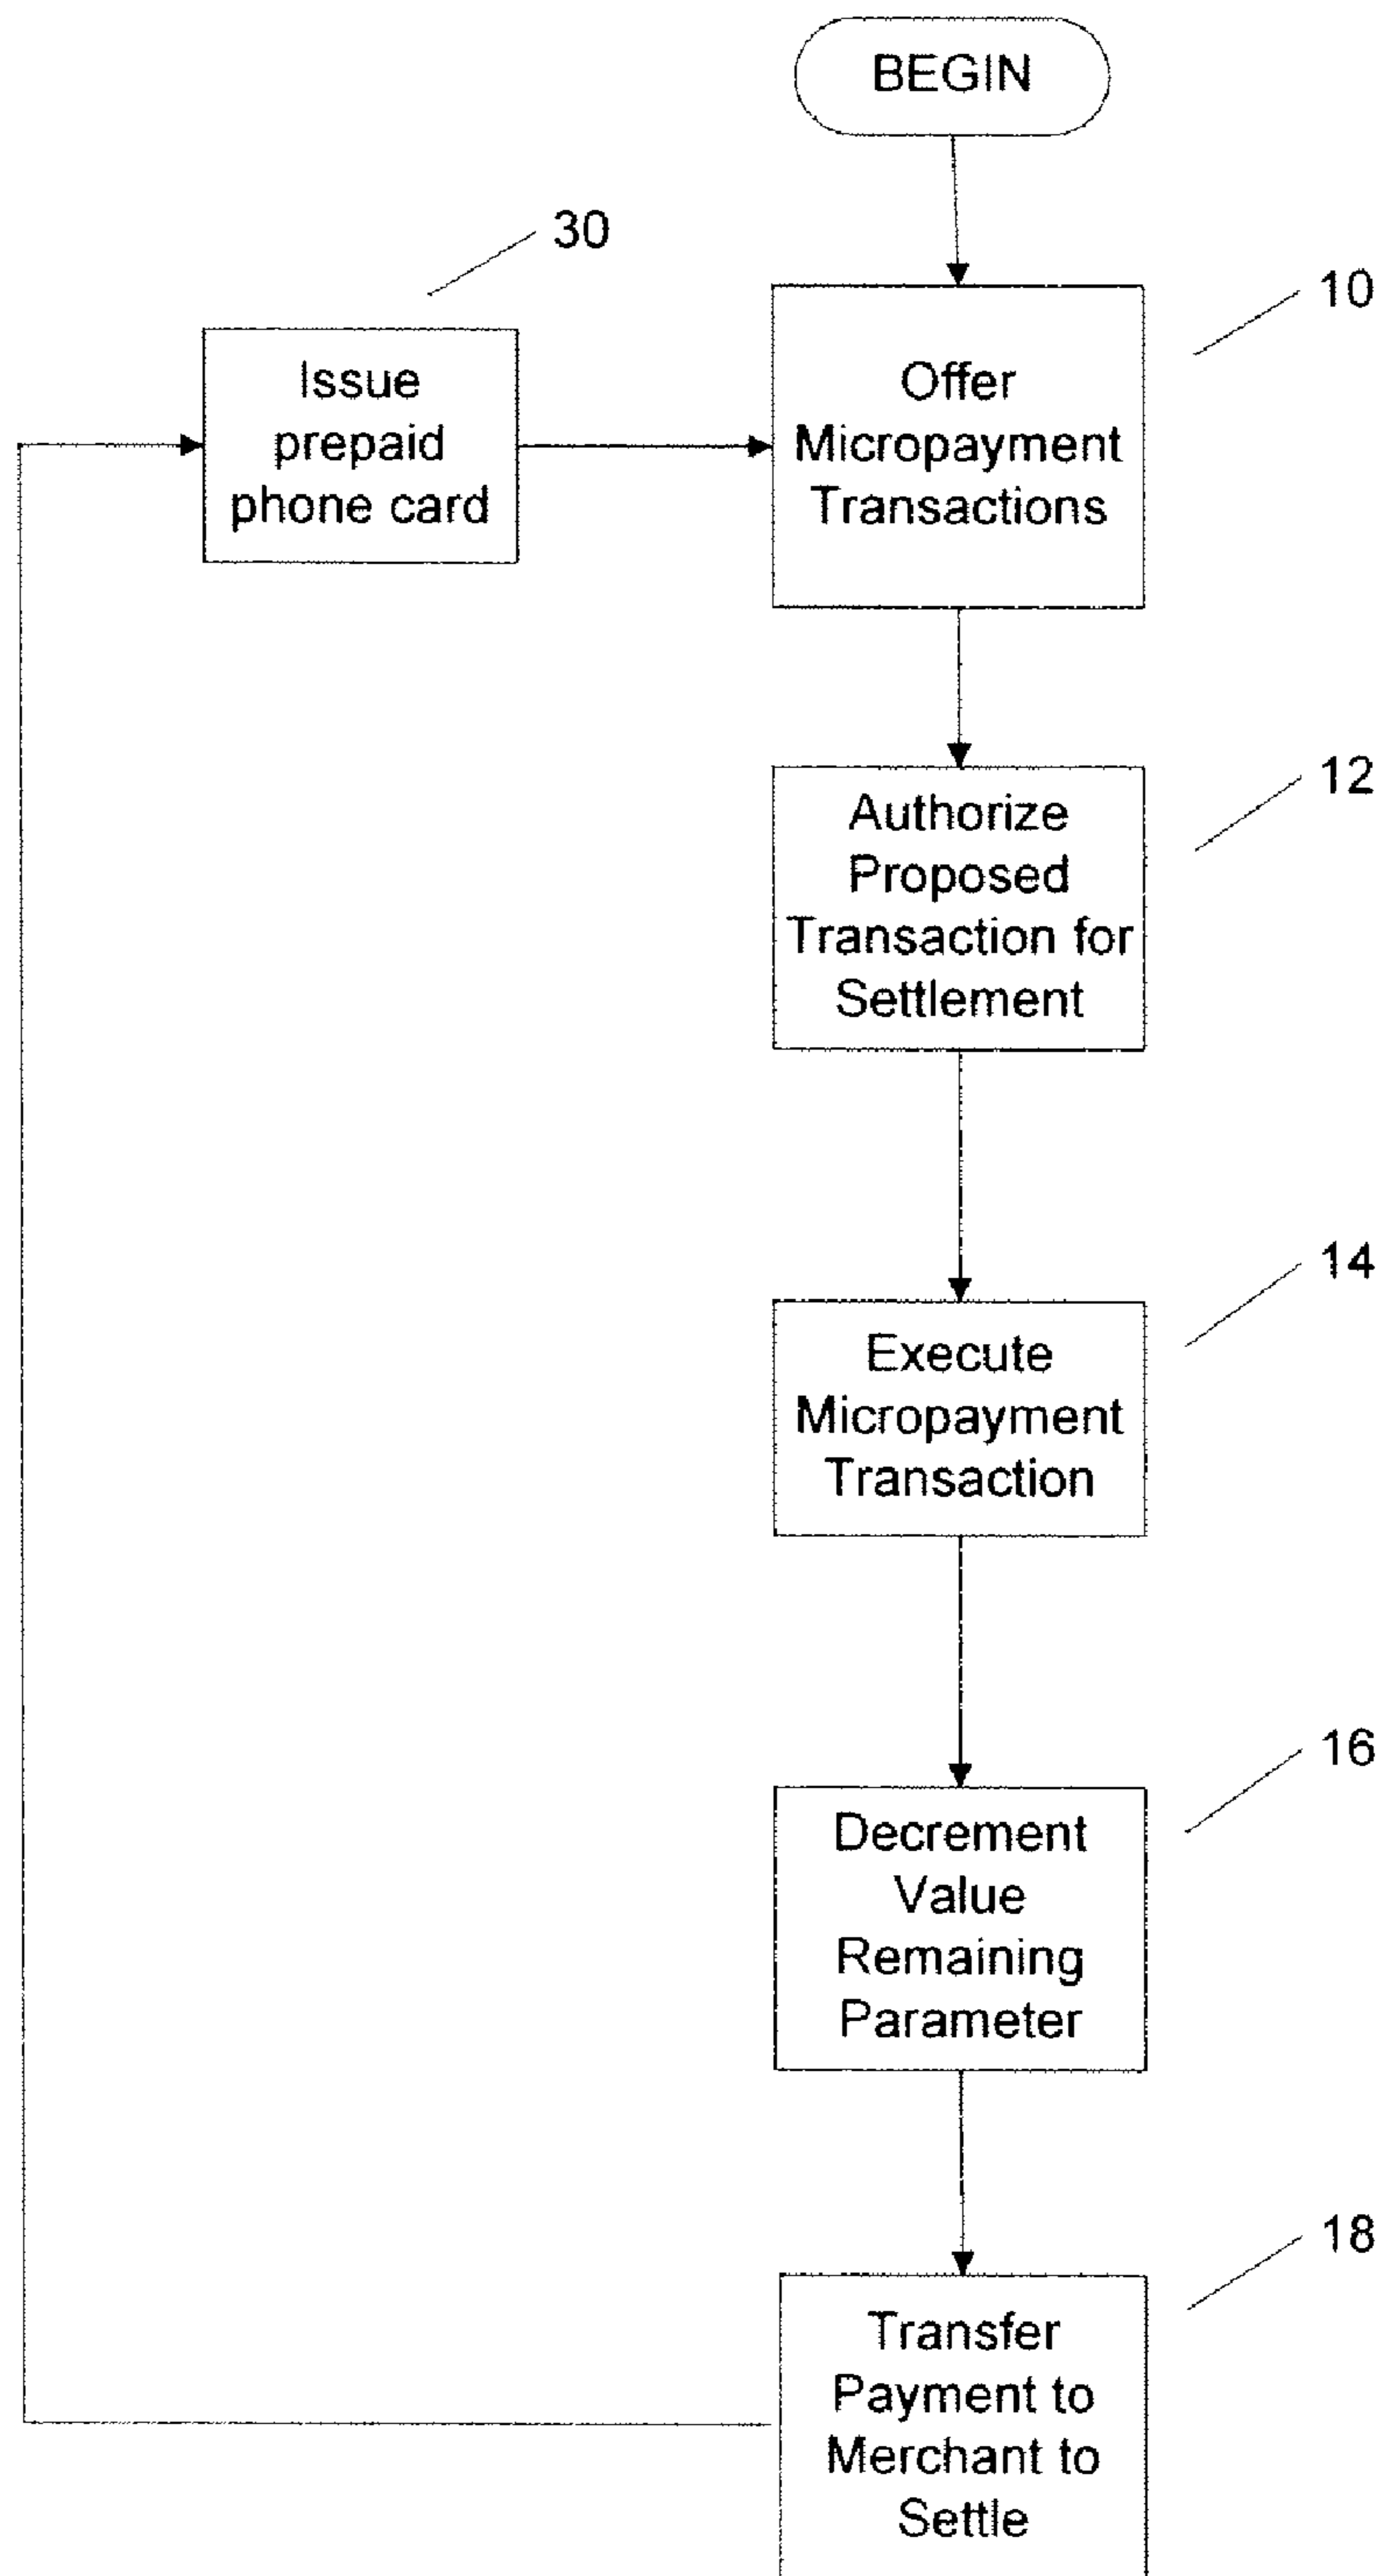 BEGIN
30
10
Issue
prepaid
phone card
Offer
Micropayment
Transactions
12
Authorize
Proposed
Transaction for
Settlement
14
Execute
Micropayment
Transaction
16
Decrement
Value
Remaining
Parameter
18
Transfer
Payment to
Merchant to
Settle